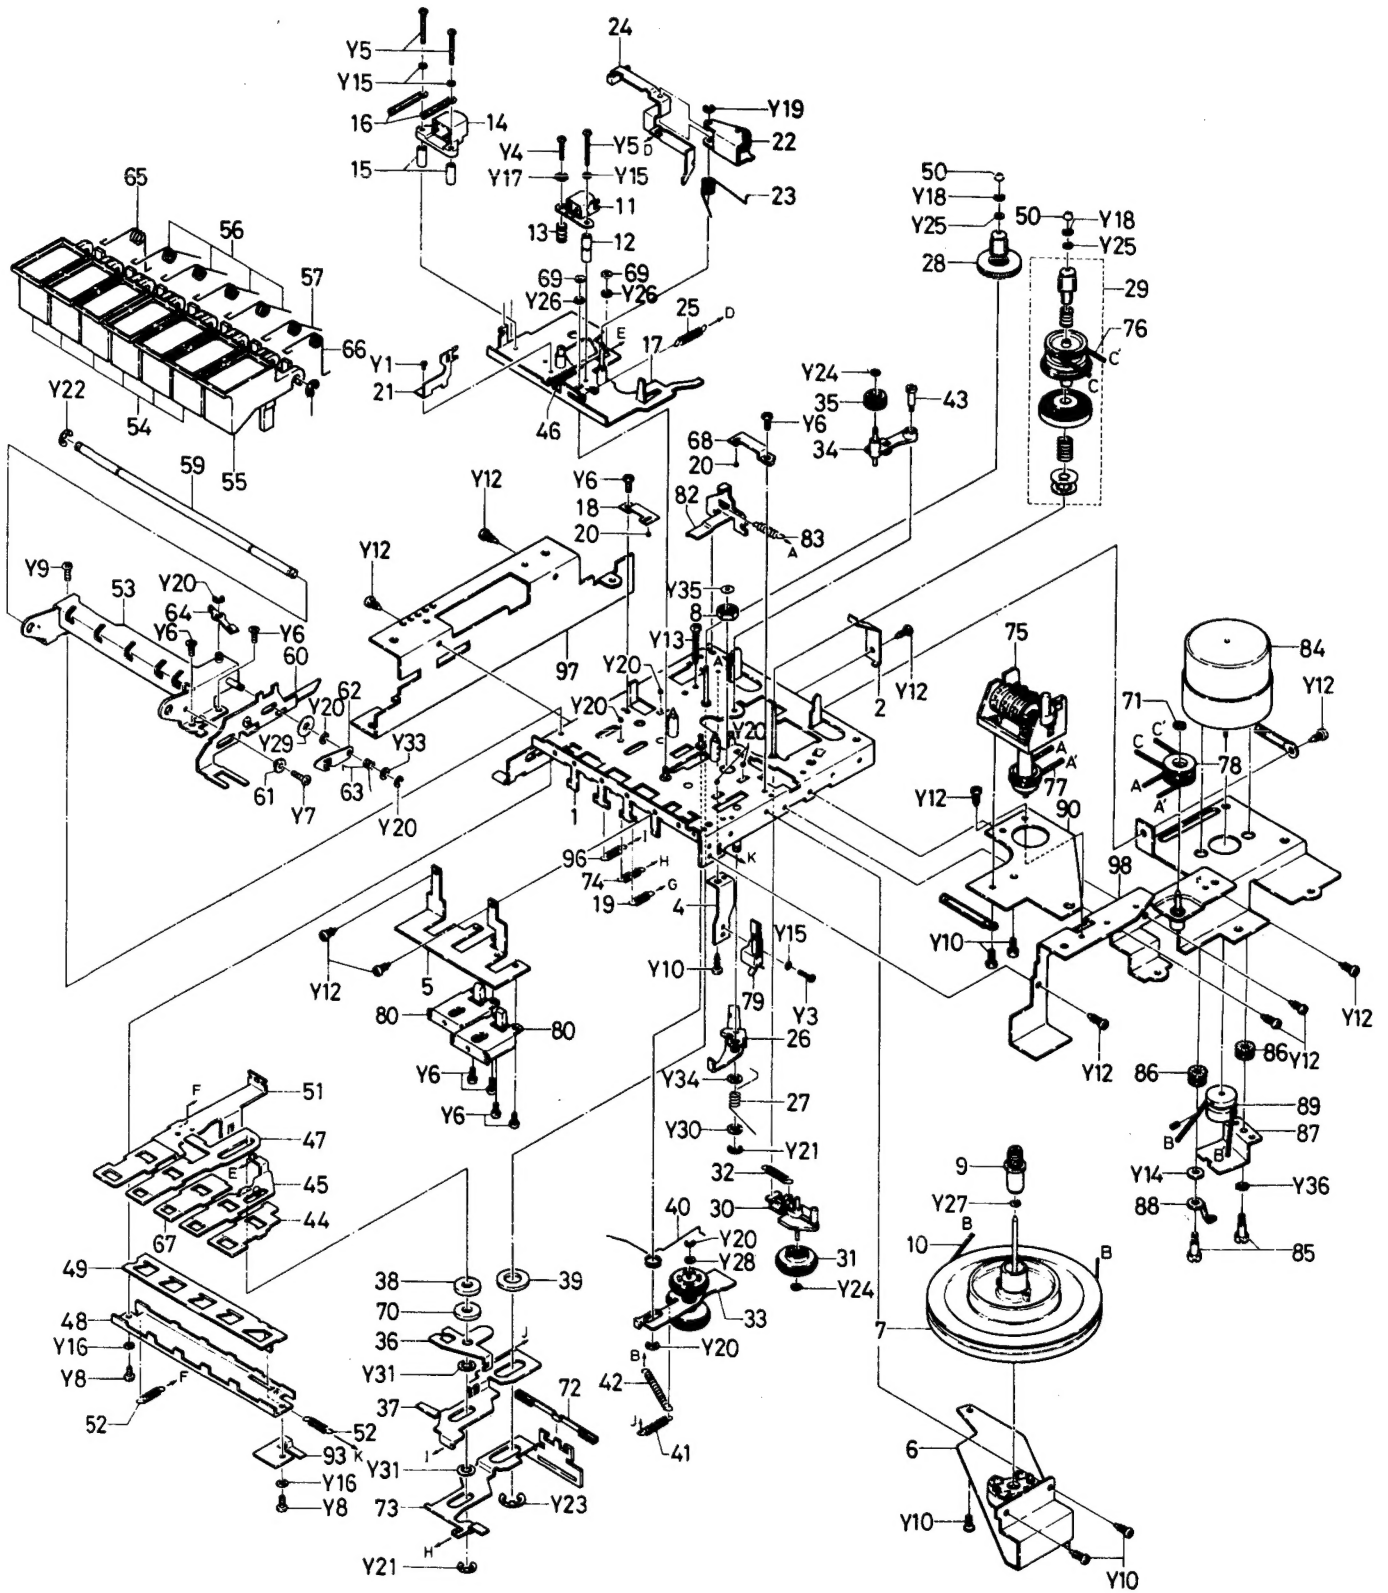 24
Y5
Y15
Y19
16
14
Y4
Y5
D
22
15
Y17
Y15
50
65
11
23
Y18
50
56
13
12
Y25
Y18
Y25
57
69
69
28
29
Y26
Y26
25
D
76
66
Y1
E
17
C'
21
Y24
C
Y22
35
43
54
46
68
Y6
34
55
20
59
Y6
82
Y12
18
83
20
A
Y9
53
Y12
Y20
Y35
64
8
75
84
Y6
Y6
Y13
60
97
A
Y12
62
Y20
2
Y12
71
Y20
Y20
Y20
C
C'
Y29
Y33
A
78
A'
77
A
A'
61
63
Y12
90
Y7
Y20
1
96
I
98
H
K
74
G
19
4
Y15
Y10
Y10
Y12
5
79
Y3
Y12
80
80
26
Y12
Y12
86
Y6
Y34
86
F
51
27
89
Y6
Y30
87
B
B
47
Y21
9
E
32
Y14
Y36
45
30
Y27
88
40
Y20
B
44
10
B
85
67
Y28
31
49
38
39
Y24
70
33
48
7
36
J
Y20
Y16
B
Y31
Y8
F
42
72
37
52
52
J
41
6
K
I
93
Y31
Y16
73
Y23
Y8
Y10
H
Y21
Y10